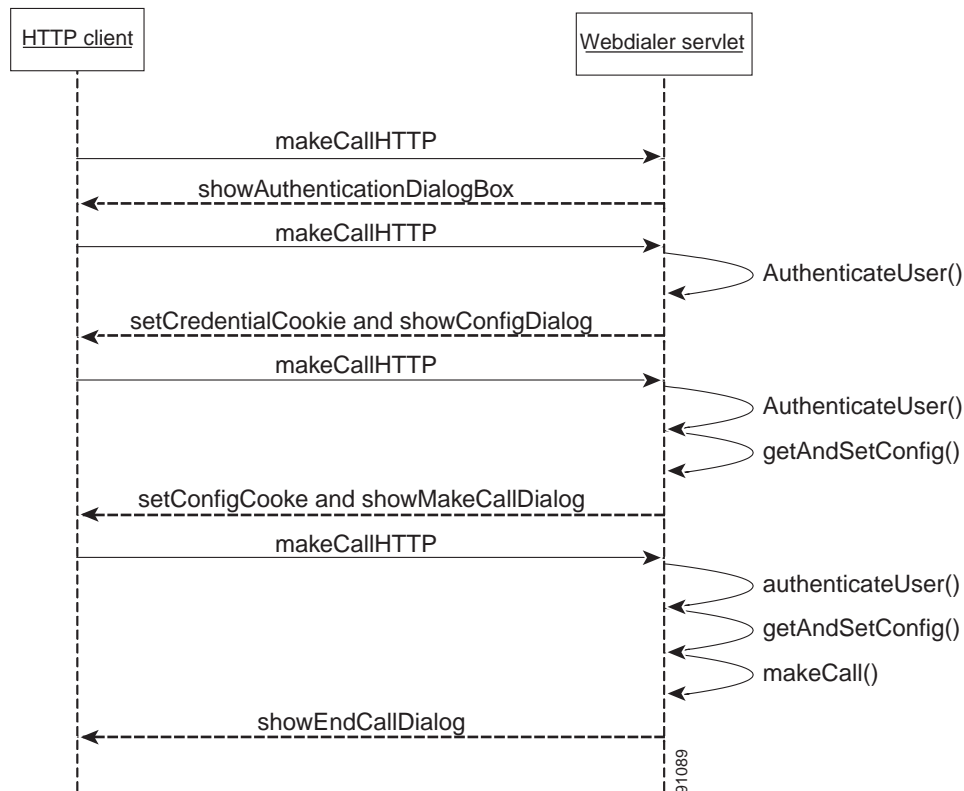 HTTP client
Webdialer servlet
makeCallHTTP
showAuthenticationDialogBox
makeCallHTTP
AuthenticateUser()
setCredentialCookie and showConfigDialog
makeCallHTTP
AuthenticateUser()
getAndSetConfig()
setConfigCooke and showMakeCallDialog
makeCallHTTP
authenticateUser()
getAndSetConfig()
makeCall()
showEndCallDialog
91089